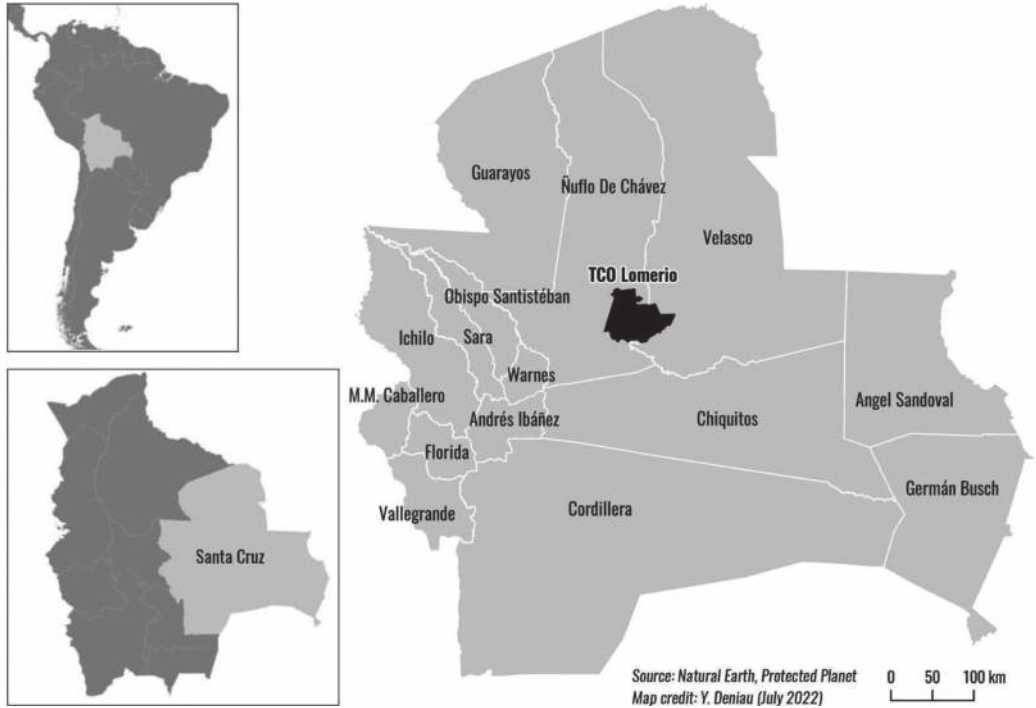 Guarayos
Ñuflo De Chávez
Velasco
TCO Lomerio
Obispo Santistéban
Ichilo
Sara
Warnes
M.M. Caballero
Andrés Ibáñez
Chiquitos
Angel Sandoval
Florida
Germán Busch
Vallegrande
Cordillera
Santa Cruz
Source: Natural Earth, Protected Planet
Map credit: Y. Deniau (July 2022)
0 50 100 km